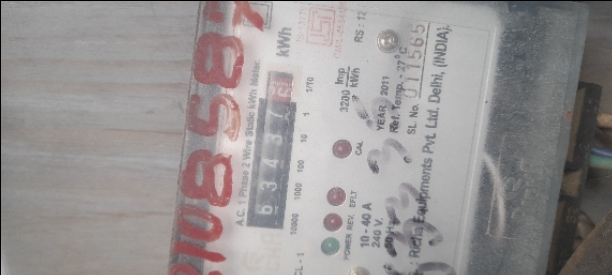 2108587
A.C. 1 Phase 2 Wire Static kWh Meter
63437
kWh
10000 1000 100 10 1 1/10
CL - 1
POWER REV. EFLT
CAL
3200 Imp/kWh
RS : 12
10 - 40 A
240 V.
YEAR 2011
Ref. Temp. - 27°C
SL. No. 011565
Equipments Pvt. Ltd. Delhi, (INDIA).